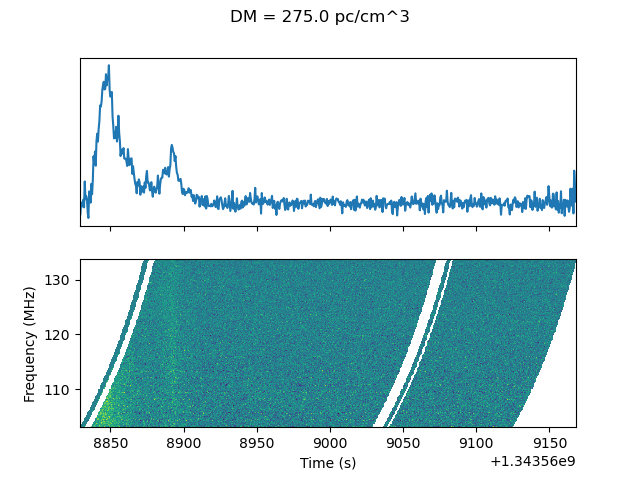 DM = 275.0 pc/cm^3
130
120
110
Frequency (MHz)
8850 8900 8950 9000 9050 9100 9150
Time (s)
+1.34356e9